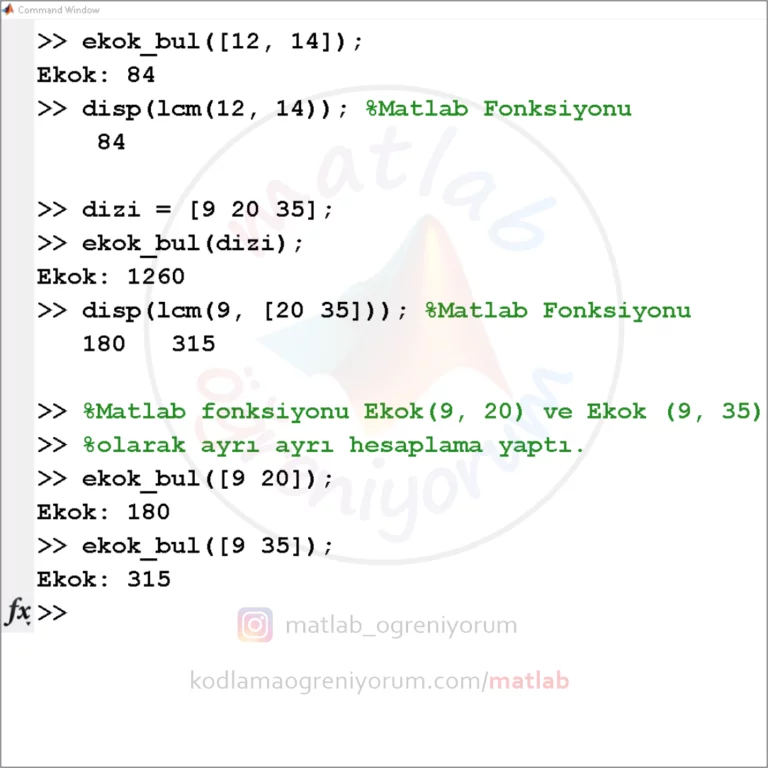 Command Window
>> ekok_bul([12, 14]);
Ekok: 84
>> disp(lcm(12, 14)); %Matlab Fonksiyonu
84
>> dizi = [9 20 35];
>> ekok_bul(dizi);
Ekok: 1260
>> disp(lcm(9, [20 35])); %Matlab Fonksiyonu
180   315
>> %Matlab fonksiyonu Ekok(9, 20) ve Ekok (9, 35)
>> %olarak ayrı ayrı hesaplama yaptı.
>> ekok_bul([9 20]);
Ekok: 180
>> ekok_bul([9 35]);
Ekok: 315
fx >>
matlab
öğreniyorum
matlab_ogreniyorum
kodlamaogreniyorum.com/matlab